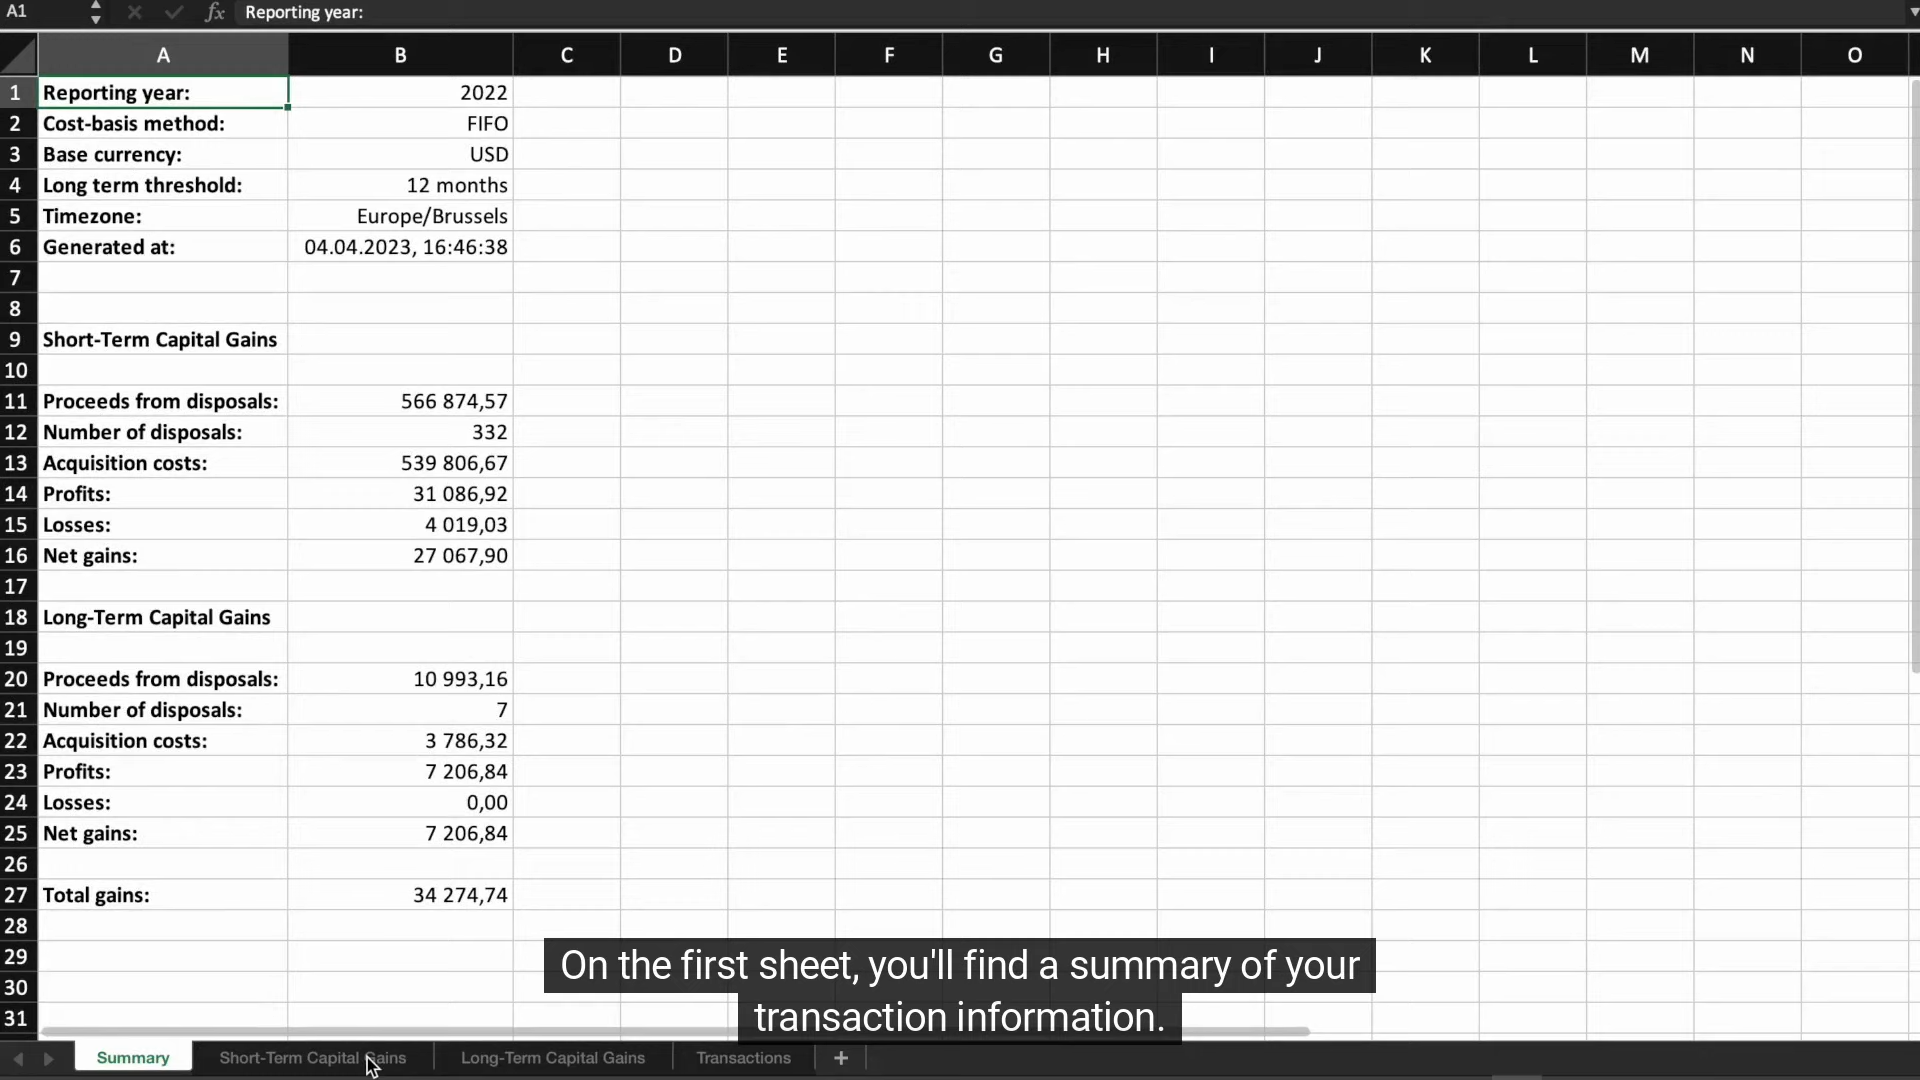 A1 fx Reporting year:
A B C D E F G H I J K L M N O
1 Reporting year: 2022
2 Cost-basis method: FIFO
3 Base currency: USD
4 Long term threshold: 12 months
5 Timezone: Europe/Brussels
6 Generated at: 04.04.2023, 16:46:38
7
8
9 Short-Term Capital Gains
10
11 Proceeds from disposals: 566 874,57
12 Number of disposals: 332
13 Acquisition costs: 539 806,67
14 Profits: 31 086,92
15 Losses: 4 019,03
16 Net gains: 27 067,90
17
18 Long-Term Capital Gains
19
20 Proceeds from disposals: 10 993,16
21 Number of disposals: 7
22 Acquisition costs: 3 786,32
23 Profits: 7 206,84
24 Losses: 0,00
25 Net gains: 7 206,84
26
27 Total gains: 34 274,74
28
29
30
31
On the first sheet, you'll find a summary of your
transaction information.
Summary Short-Term Capital Gains Long-Term Capital Gains Transactions +